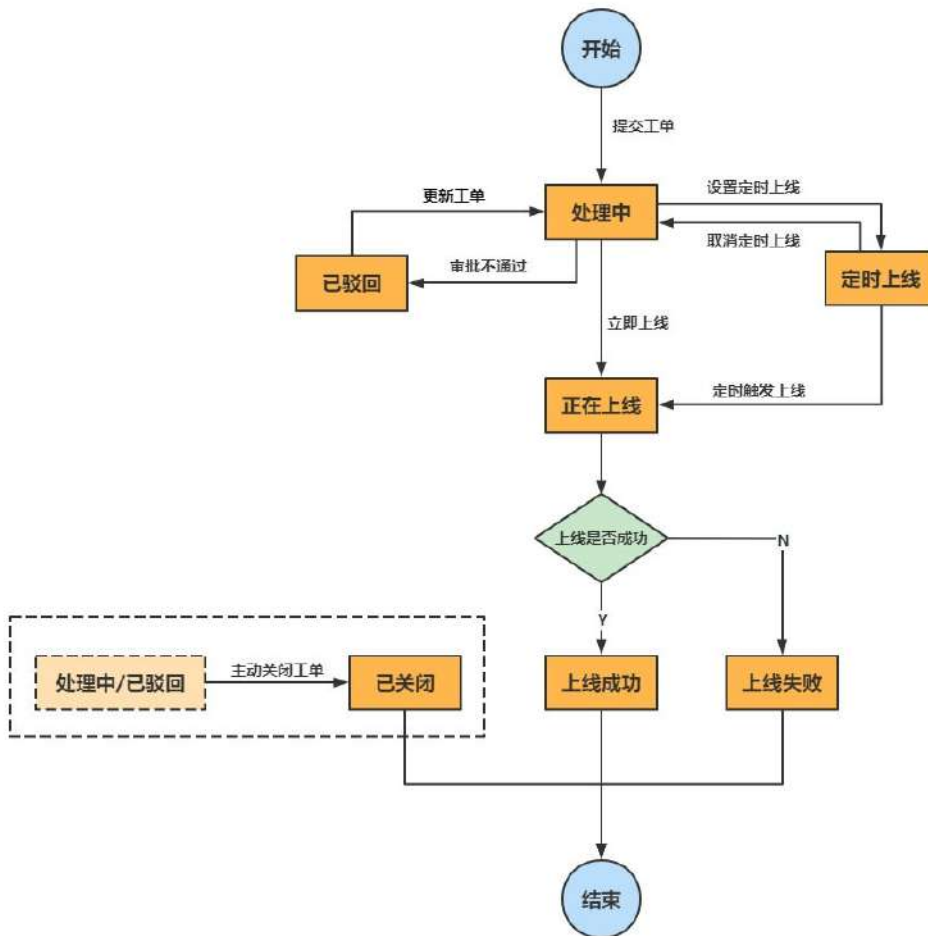 开始
提交工单
更新工单
处理中
设置定时上线
取消定时上线
已驳回
审批不通过
定时上线
立即上线
正在上线
定时触发上线
上线是否成功
N
Y
处理中/已驳回
主动关闭工单
已关闭
上线成功
上线失败
结束